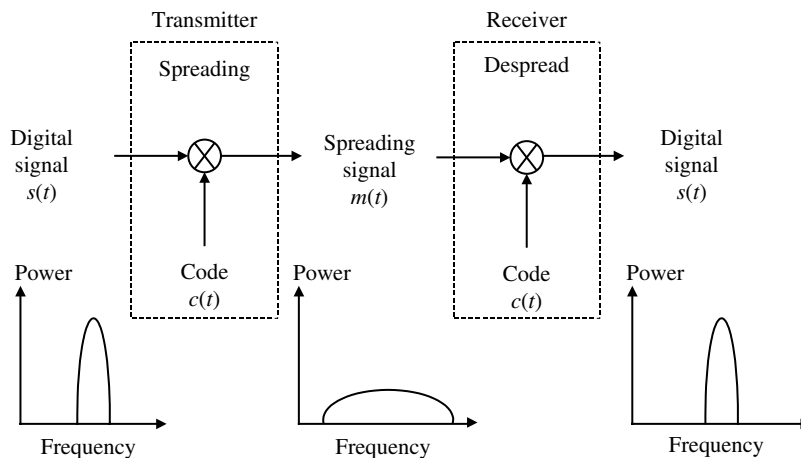 Transmitter
Receiver
Spreading
Despread
Digital
signal
s(t)
Spreading
signal
m(t)
Digital
signal
s(t)
Code
c(t)
Code
c(t)
Power
Power
Power
Frequency
Frequency
Frequency